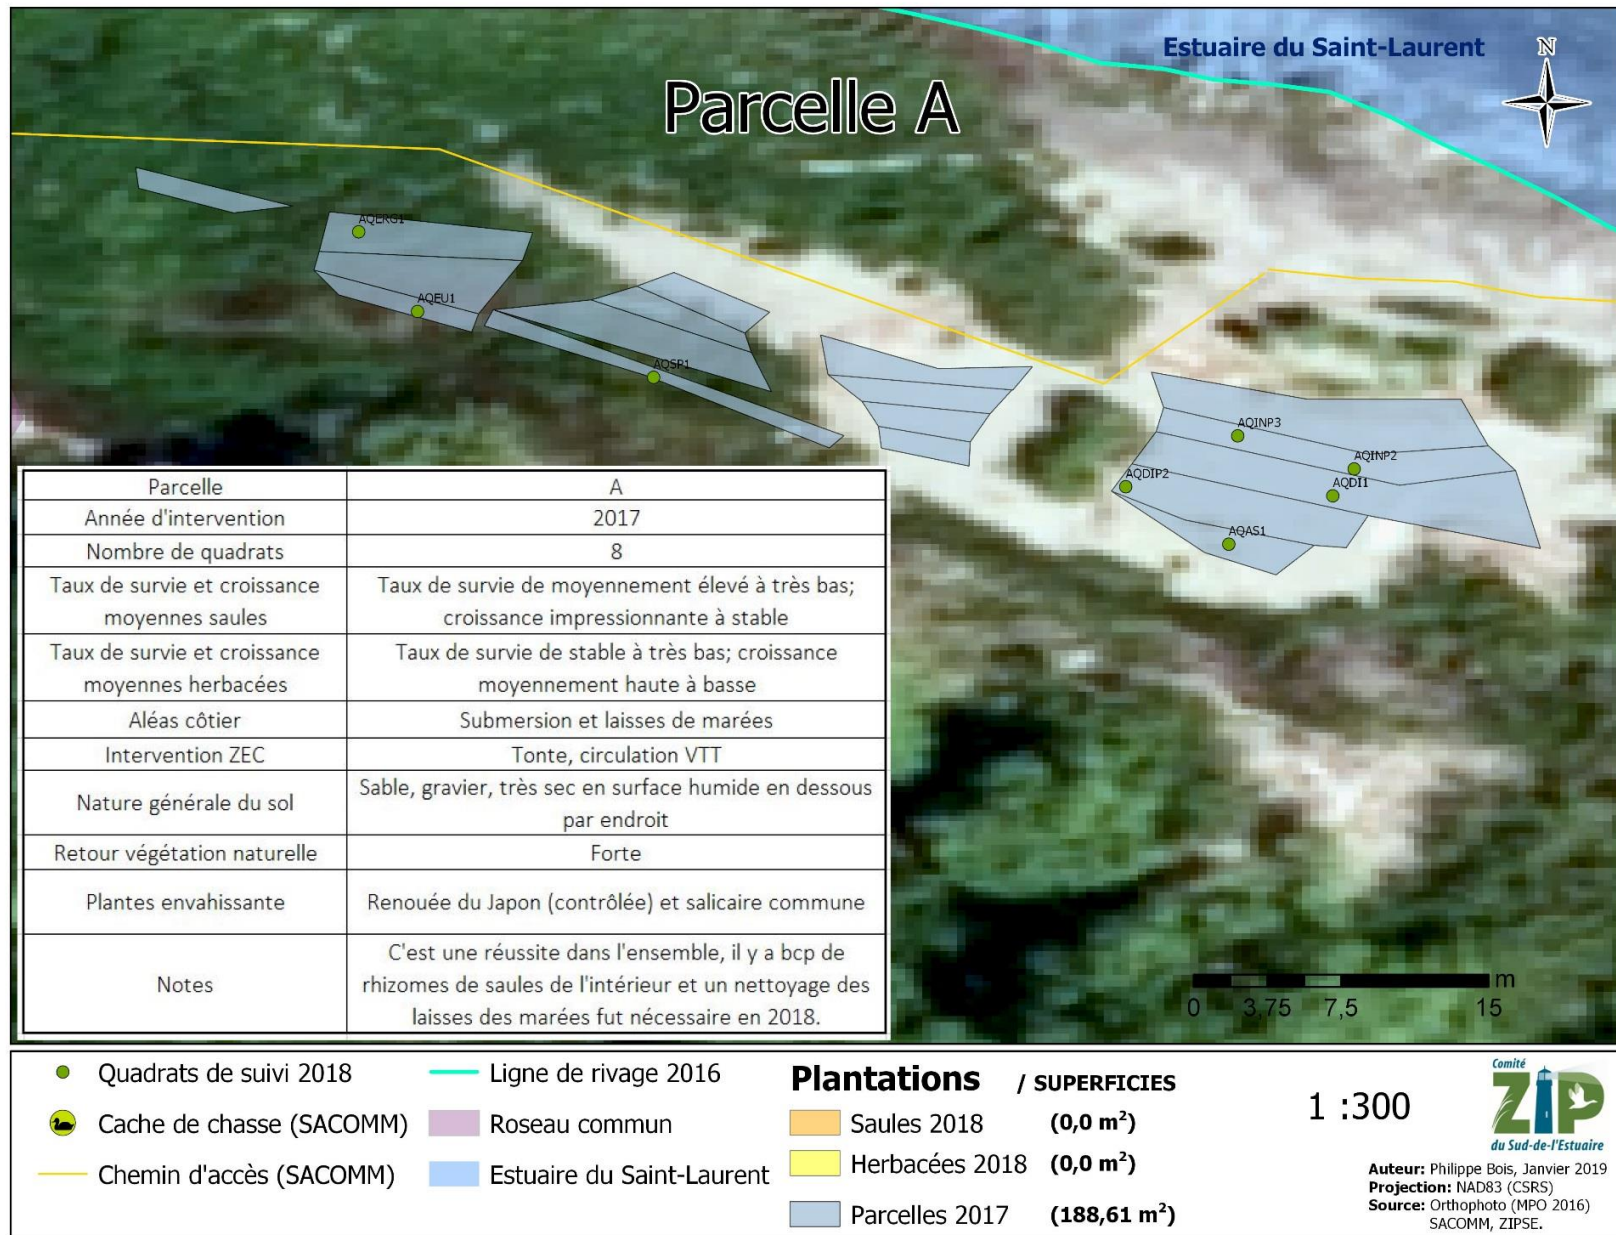 Estuaire du Saint-Laurent
N
Parcelle A
AQERG1
AQEU1
AQSP1
AQINP3
AQINP2
AQDIP2
AQDI1
AQAS1
Parcelle A
Année d'intervention 2017
Nombre de quadrats 8
Taux de survie et croissance
moyennes saules
Taux de survie de moyennement élevé à très bas;
croissance impressionnante à stable
Taux de survie et croissance
moyennes herbacées
Taux de survie de stable à très bas; croissance
moyennement haute à basse
Aléas côtier Submersion et laisses de marées
Intervention ZEC Tonte, circulation VTT
Nature générale du sol
Sable, gravier, très sec en surface humide en dessous
par endroit
Retour végétation naturelle Forte
Plantes envahissante Renouée du Japon (contrôlée) et salicaire commune
Notes
C'est une réussite dans l'ensemble, il y a bcp de
rhizomes de saules de l'intérieur et un nettoyage des
laisses des marées fut nécessaire en 2018.
m
0 3,75 7,5 15
Quadrats de suivi 2018
Cache de chasse (SACOMM)
Chemin d'accès (SACOMM)
Ligne de rivage 2016
Roseau commun
Estuaire du Saint-Laurent
Plantations / SUPERFICIES
Saules 2018 (0,0 m²)
Herbacées 2018 (0,0 m²)
Parcelles 2017 (188,61 m²)
1 :300
Comité
ZIP
du Sud-de-l'Estuaire
Auteur: Philippe Bois, Janvier 2019
Projection: NAD83 (CSRS)
Source: Orthophoto (MPO 2016)
SACOMM, ZIPSE.